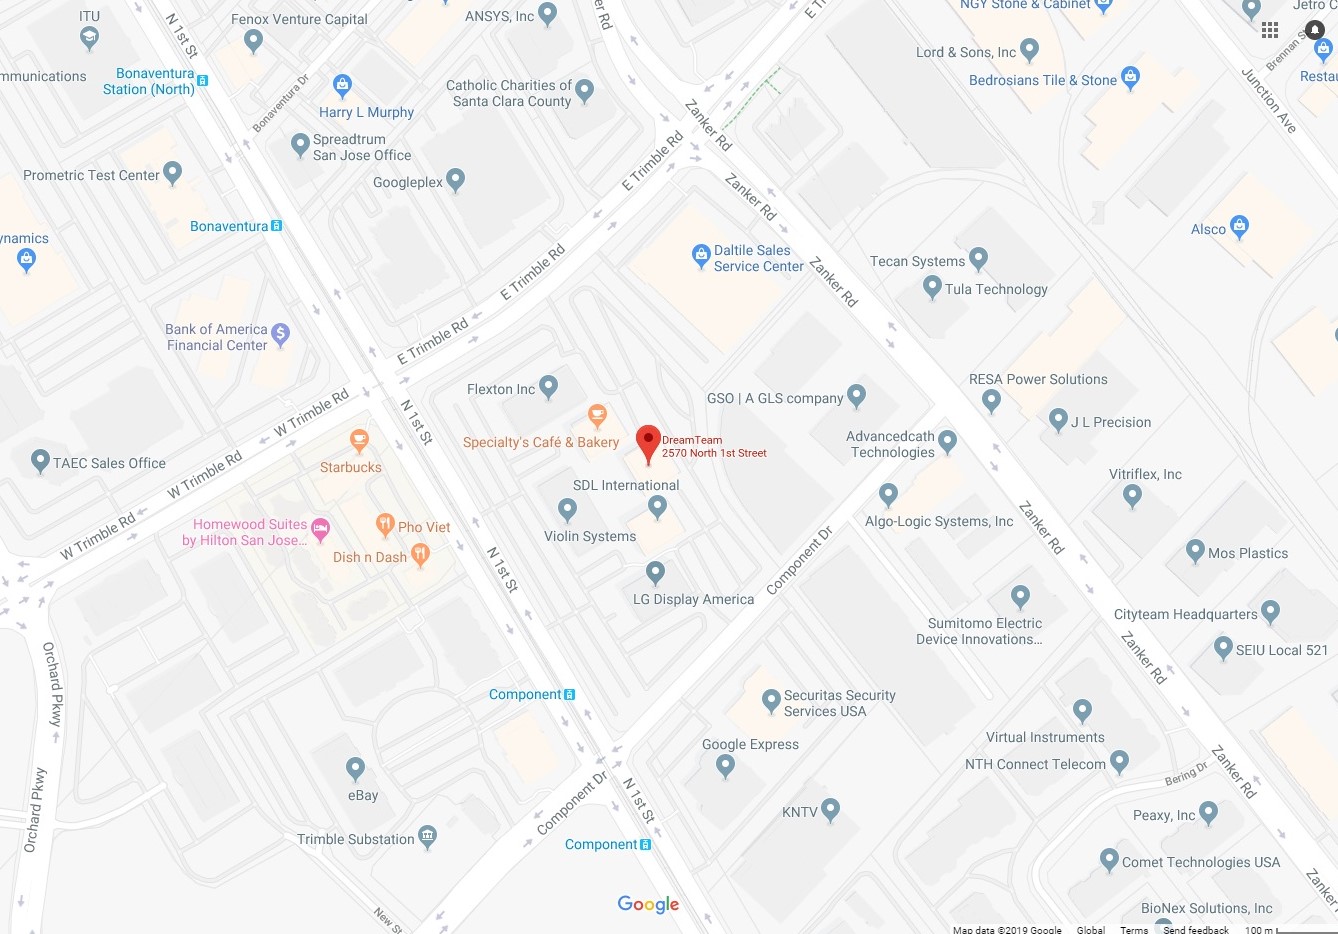 ITU
N 1st St
Fenox Venture Capital
ANSYS, Inc
er Rd
E Tr
NGY Stone & Cabinet
Jetro C
Brennan S
Lord & Sons, Inc
mmunications
Bonaventura
Station (North)
Bonaventura Dr
Harry L Murphy
Catholic Charities of
Santa Clara County
Bedrosians Tile & Stone
Restau
Junction Ave
Zanker Rd
Spreadtrum
San Jose Office
E Trimble Rd
Prometric Test Center
Googleplex
Zanker Rd
Bonaventura
ynamics
Alsco
Daltile Sales
Service Center
E Trimble Rd
Zanker Rd
Tecan Systems
Tula Technology
Bank of America
Financial Center
E Trimble Rd
Flexton Inc
RESA Power Solutions
GSO | A GLS company
W Trimble Rd
N 1st St
J L Precision
Specialty's Café & Bakery
DreamTeam
2570 North 1st Street
Advancedcath
Technologies
TAEC Sales Office
Starbucks
W Trimble Rd
SDL International
Vitriflex, Inc
Homewood Suites
by Hilton San Jose...
Pho Viet
Violin Systems
Algo-Logic Systems, Inc
Zanker Rd
W Trimble Rd
Dish n Dash
N 1st St
Component Dr
Mos Plastics
LG Display America
Cityteam Headquarters
Sumitomo Electric
Device Innovations...
SEIU Local 521
Zanker Rd
Orchard Pkwy
Component
Securitas Security
Services USA
Virtual Instruments
Google Express
NTH Connect Telecom
Bering Dr
Zanker Rd
eBay
N 1st St
Component Dr
Orchard Pkwy
KNTV
Peaxy, Inc
Trimble Substation
Component
Comet Technologies USA
Zanker
New St
Google
BioNex Solutions, Inc
Map data ©2019 Google Global Terms Send feedback 100 m